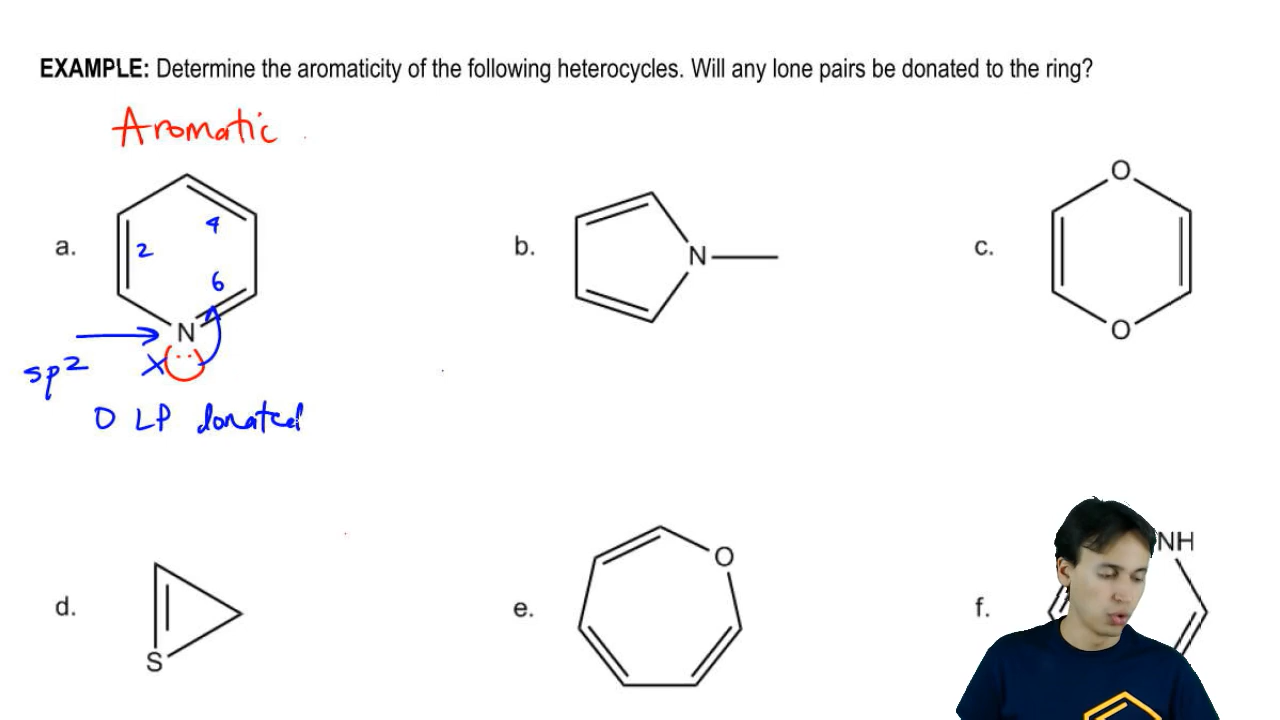 EXAMPLE: Determine the aromaticity of the following heterocycles. Will any lone pairs be donated to the ring?
Aromatic
a.
2
4
6
N
sp²
X
0 LP donated
b.
N
c.
O
O
d.
S
e.
O
f.
NH